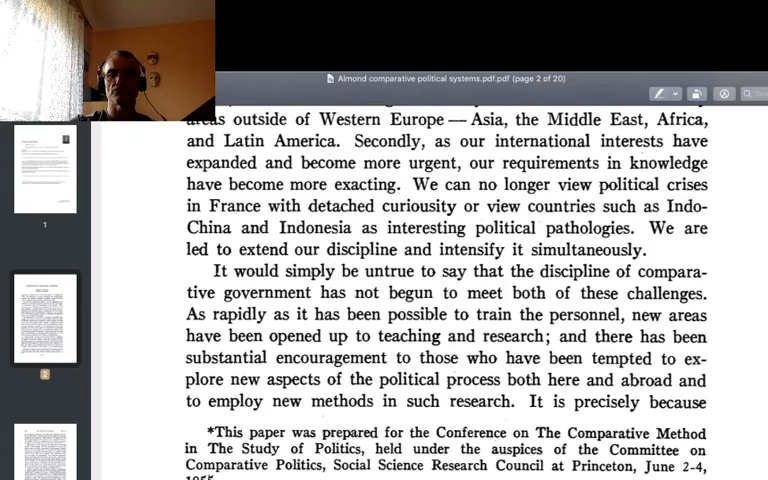 Almond comparative political systems.pdf.pdf (page 2 of 20)
areas outside of Western Europe — Asia, the Middle East, Africa,
and Latin America. Secondly, as our international interests have
expanded and become more urgent, our requirements in knowledge
have become more exacting. We can no longer view political crises
in France with detached curiousity or view countries such as Indo-
China and Indonesia as interesting political pathologies. We are
led to extend our discipline and intensify it simultaneously.
It would simply be untrue to say that the discipline of compara-
tive government has not begun to meet both of these challenges.
As rapidly as it has been possible to train the personnel, new areas
have been opened up to teaching and research; and there has been
substantial encouragement to those who have been tempted to ex-
plore new aspects of the political process both here and abroad and
to employ new methods in such research. It is precisely because
*This paper was prepared for the Conference on The Comparative Method
in The Study of Politics, held under the auspices of the Committee on
Comparative Politics, Social Science Research Council at Princeton, June 2-4,
1955.
1
2